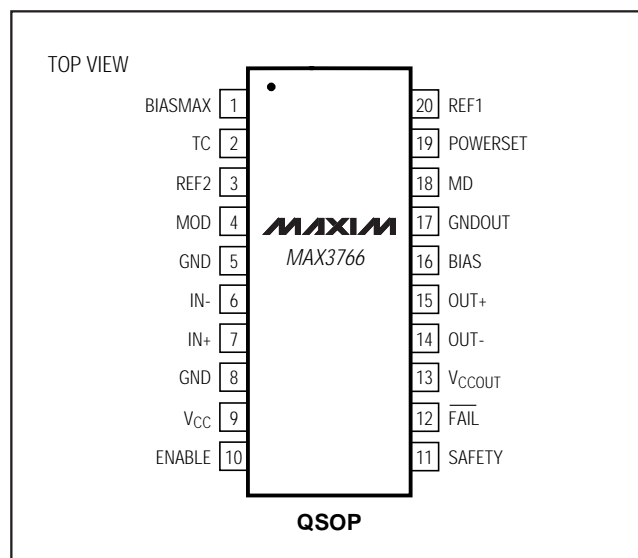 TOP VIEW
BIASMAX 1
TC 2
REF2 3
MOD 4
GND 5
IN- 6
IN+ 7
GND 8
VCC 9
ENABLE 10
MAXIM
MAX3766
20 REF1
19 POWERSET
18 MD
17 GNDOUT
16 BIAS
15 OUT+
14 OUT-
13 VCCOUT
12 FAIL
11 SAFETY
QSOP